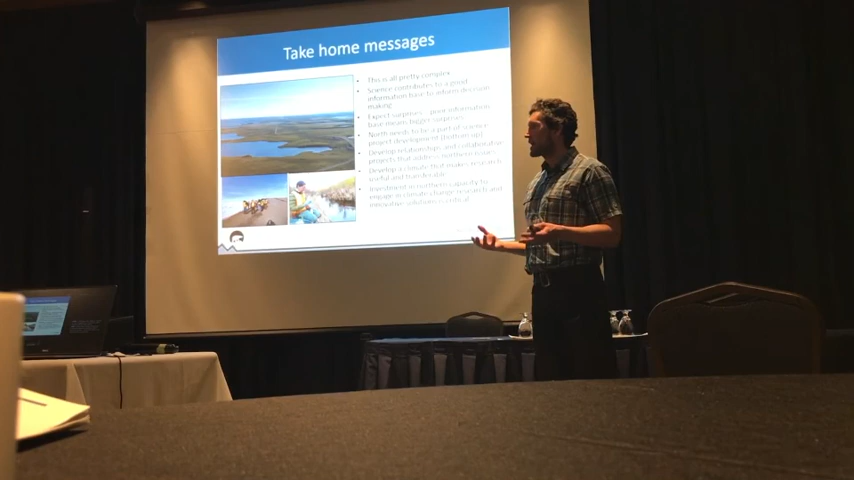 Take home messages
• This is all pretty complex
• Science contributes to a good
information base to inform decision
making
• Expect surprises – poor information
base means bigger surprises
• North needs to be a part of science
project development (bottom up)
• Develop relationships and collaborative
projects that address northern issues
• Develop a climate that makes research
useful and transferable
• Investment in northern capacity to
engage in climate change research and
innovative solutions is critical